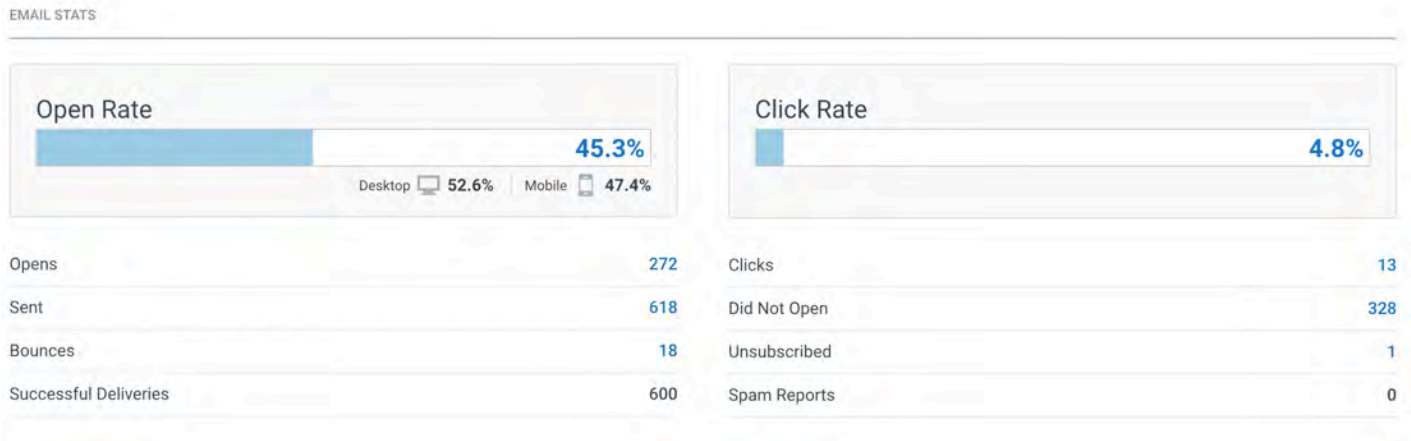 EMAIL STATS
Open Rate
45.3%
Desktop 52.6% Mobile 47.4%
Click Rate
4.8%
Opens 272
Sent 618
Bounces 18
Successful Deliveries 600
Clicks 13
Did Not Open 328
Unsubscribed 1
Spam Reports 0